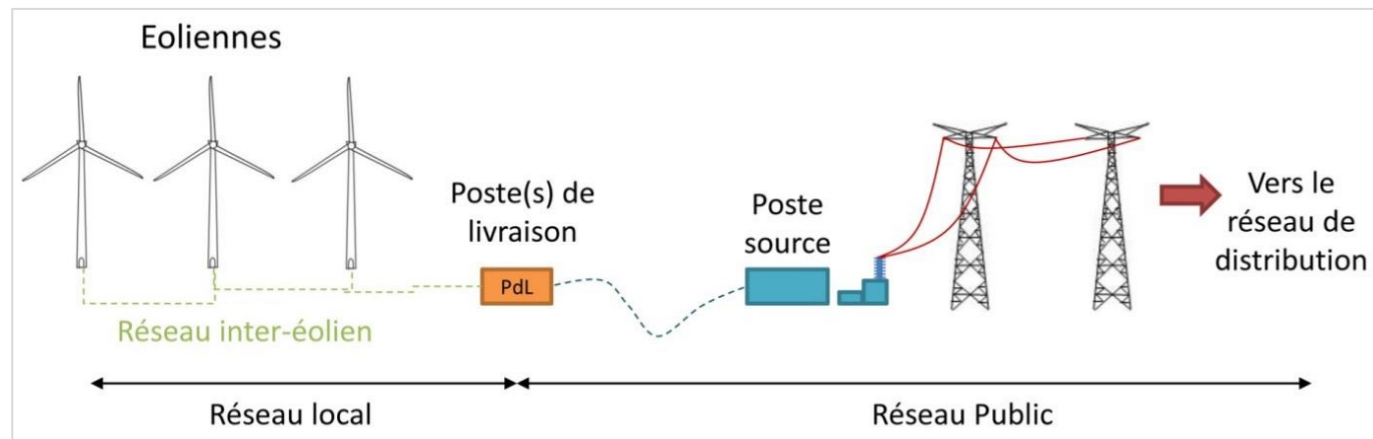 Eoliennes
Poste(s) de
livraison
PdL
Réseau inter-éolien
Poste
source
Vers le
réseau de
distribution
Réseau local
Réseau Public